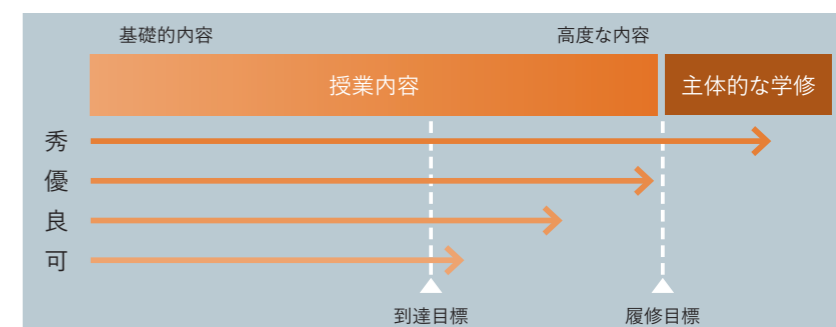 基礎的内容 高度な内容
授業内容 主体的な学修
秀
優
良
可
到達目標 履修目標